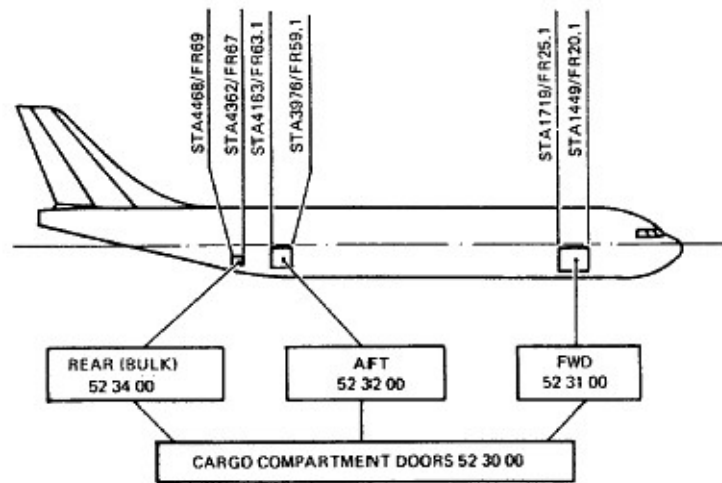 STA4468/FR69
STA4362/FR67
STA4163/FR63.1
STA3976/FR59.1
STA1719/FR25.1
STA1449/FR20.1
REAR (BULK)
52 34 00
AFT
52 32 00
FWD
52 31 00
CARGO COMPARTMENT DOORS 52 30 00